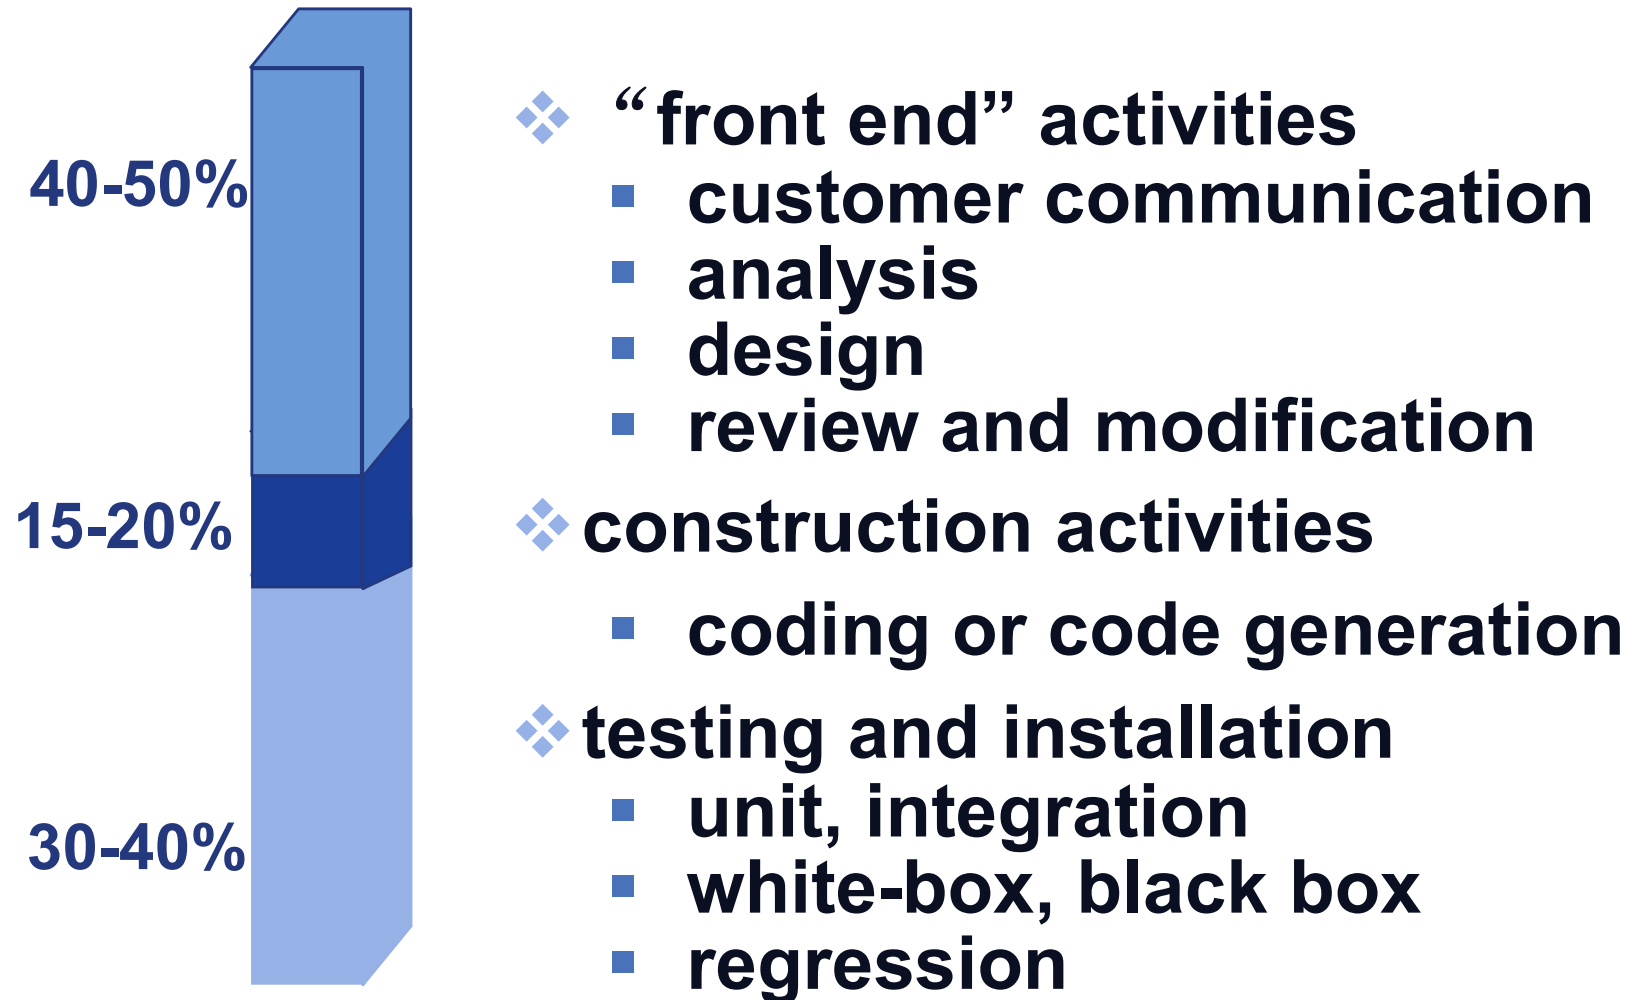 40-50%
“front end” activities
customer communication
analysis
design
review and modification
15-20%
construction activities
coding or code generation
30-40%
testing and installation
unit, integration
white-box, black box
regression